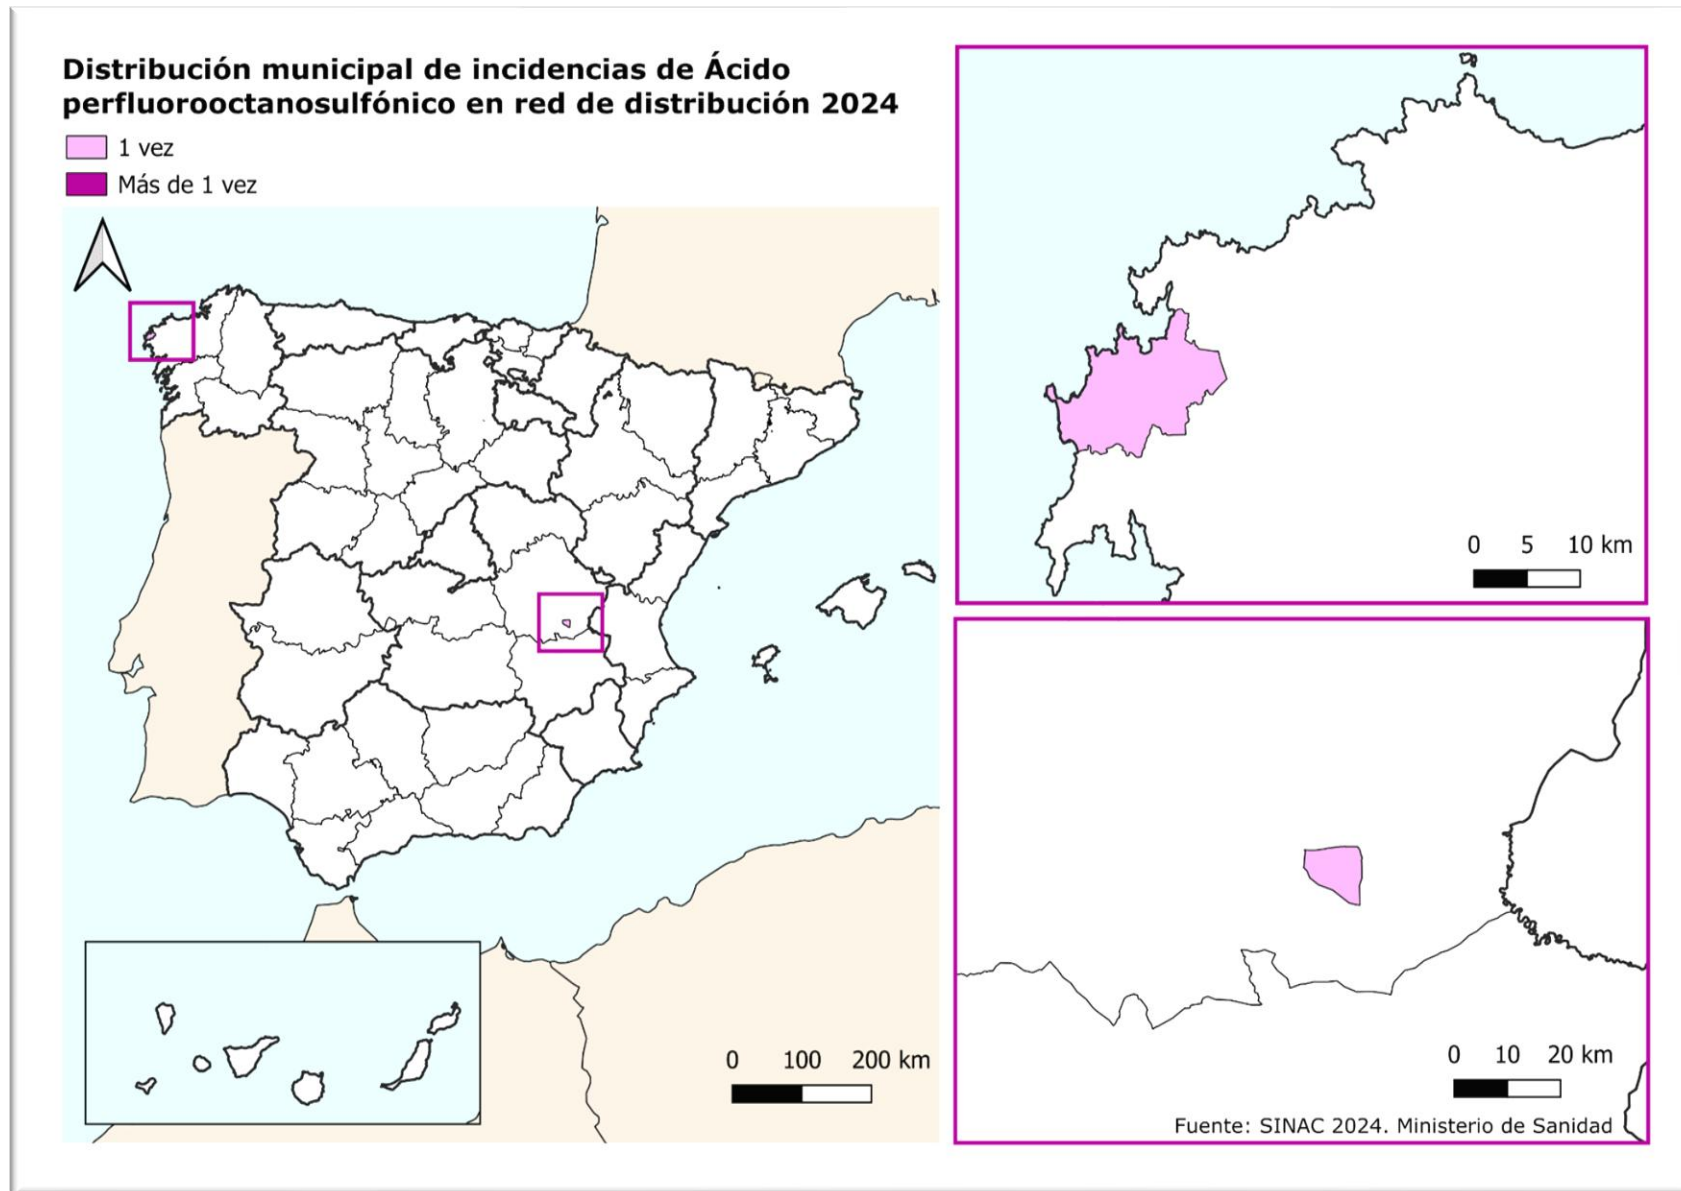 Distribución municipal de incidencias de Ácido
perfluorooctanosulfónico en red de distribución 2024
1 vez
Más de 1 vez
0 5 10 km
0 100 200 km
0 10 20 km
Fuente: SINAC 2024. Ministerio de Sanidad